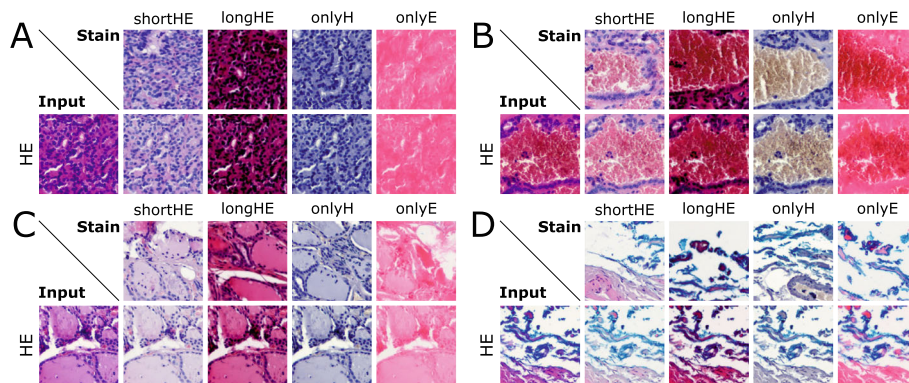 A
Stain
shortHE
longHE
onlyH
onlyE
Input
HE
B
Stain
shortHE
longHE
onlyH
onlyE
Input
HE
C
Stain
shortHE
longHE
onlyH
onlyE
Input
HE
D
Stain
shortHE
longHE
onlyH
onlyE
Input
HE